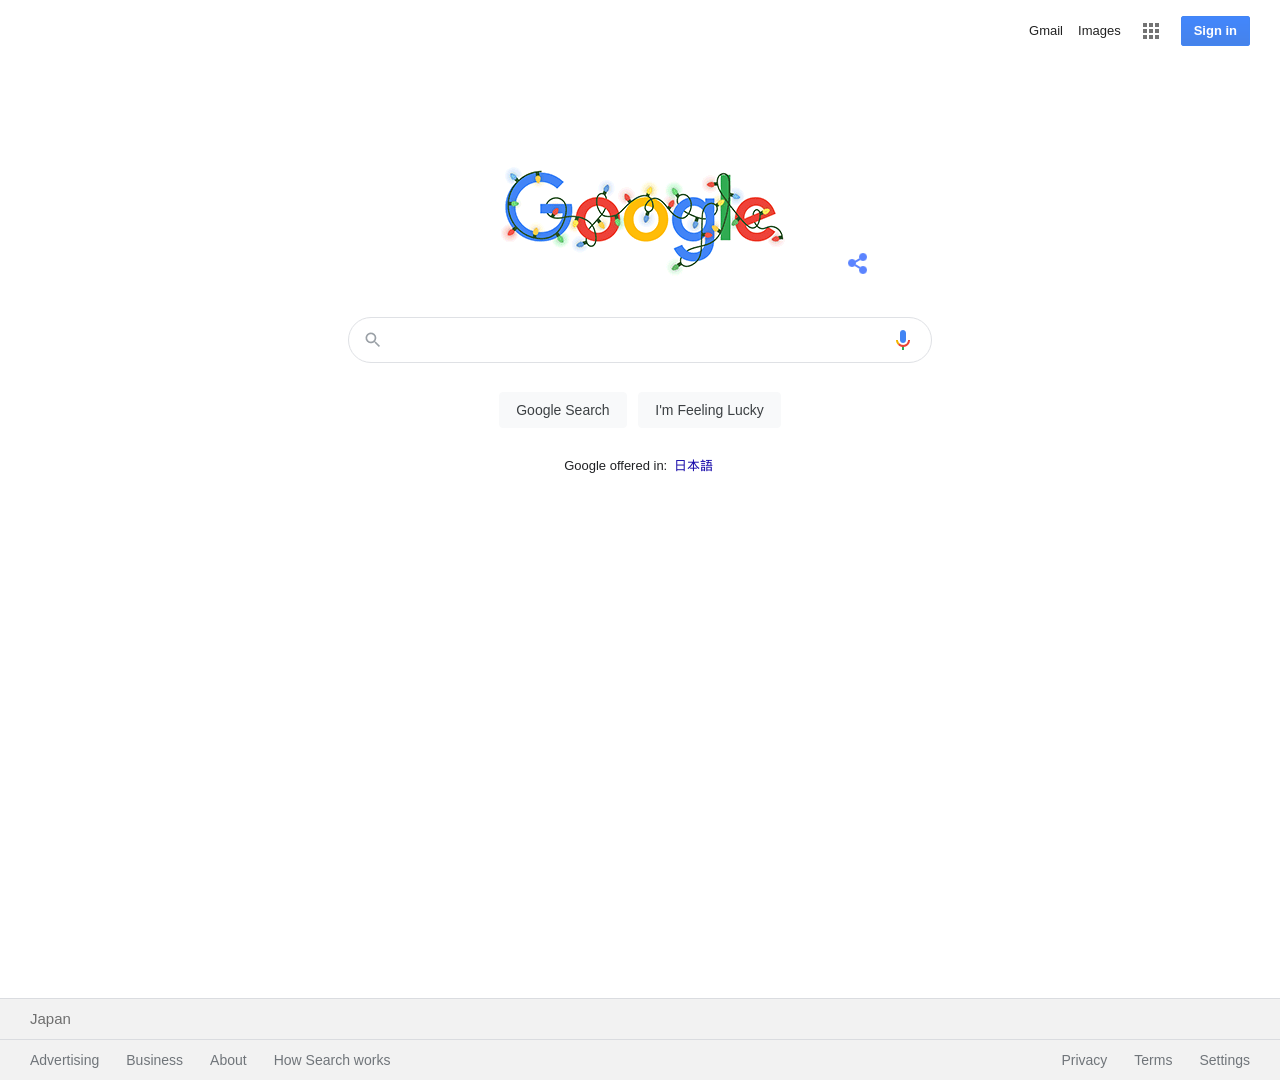 Gmail Images Sign in
Google
Google Search I'm Feeling Lucky
Google offered in: 日本語
Japan
Advertising Business About How Search works Privacy Terms Settings